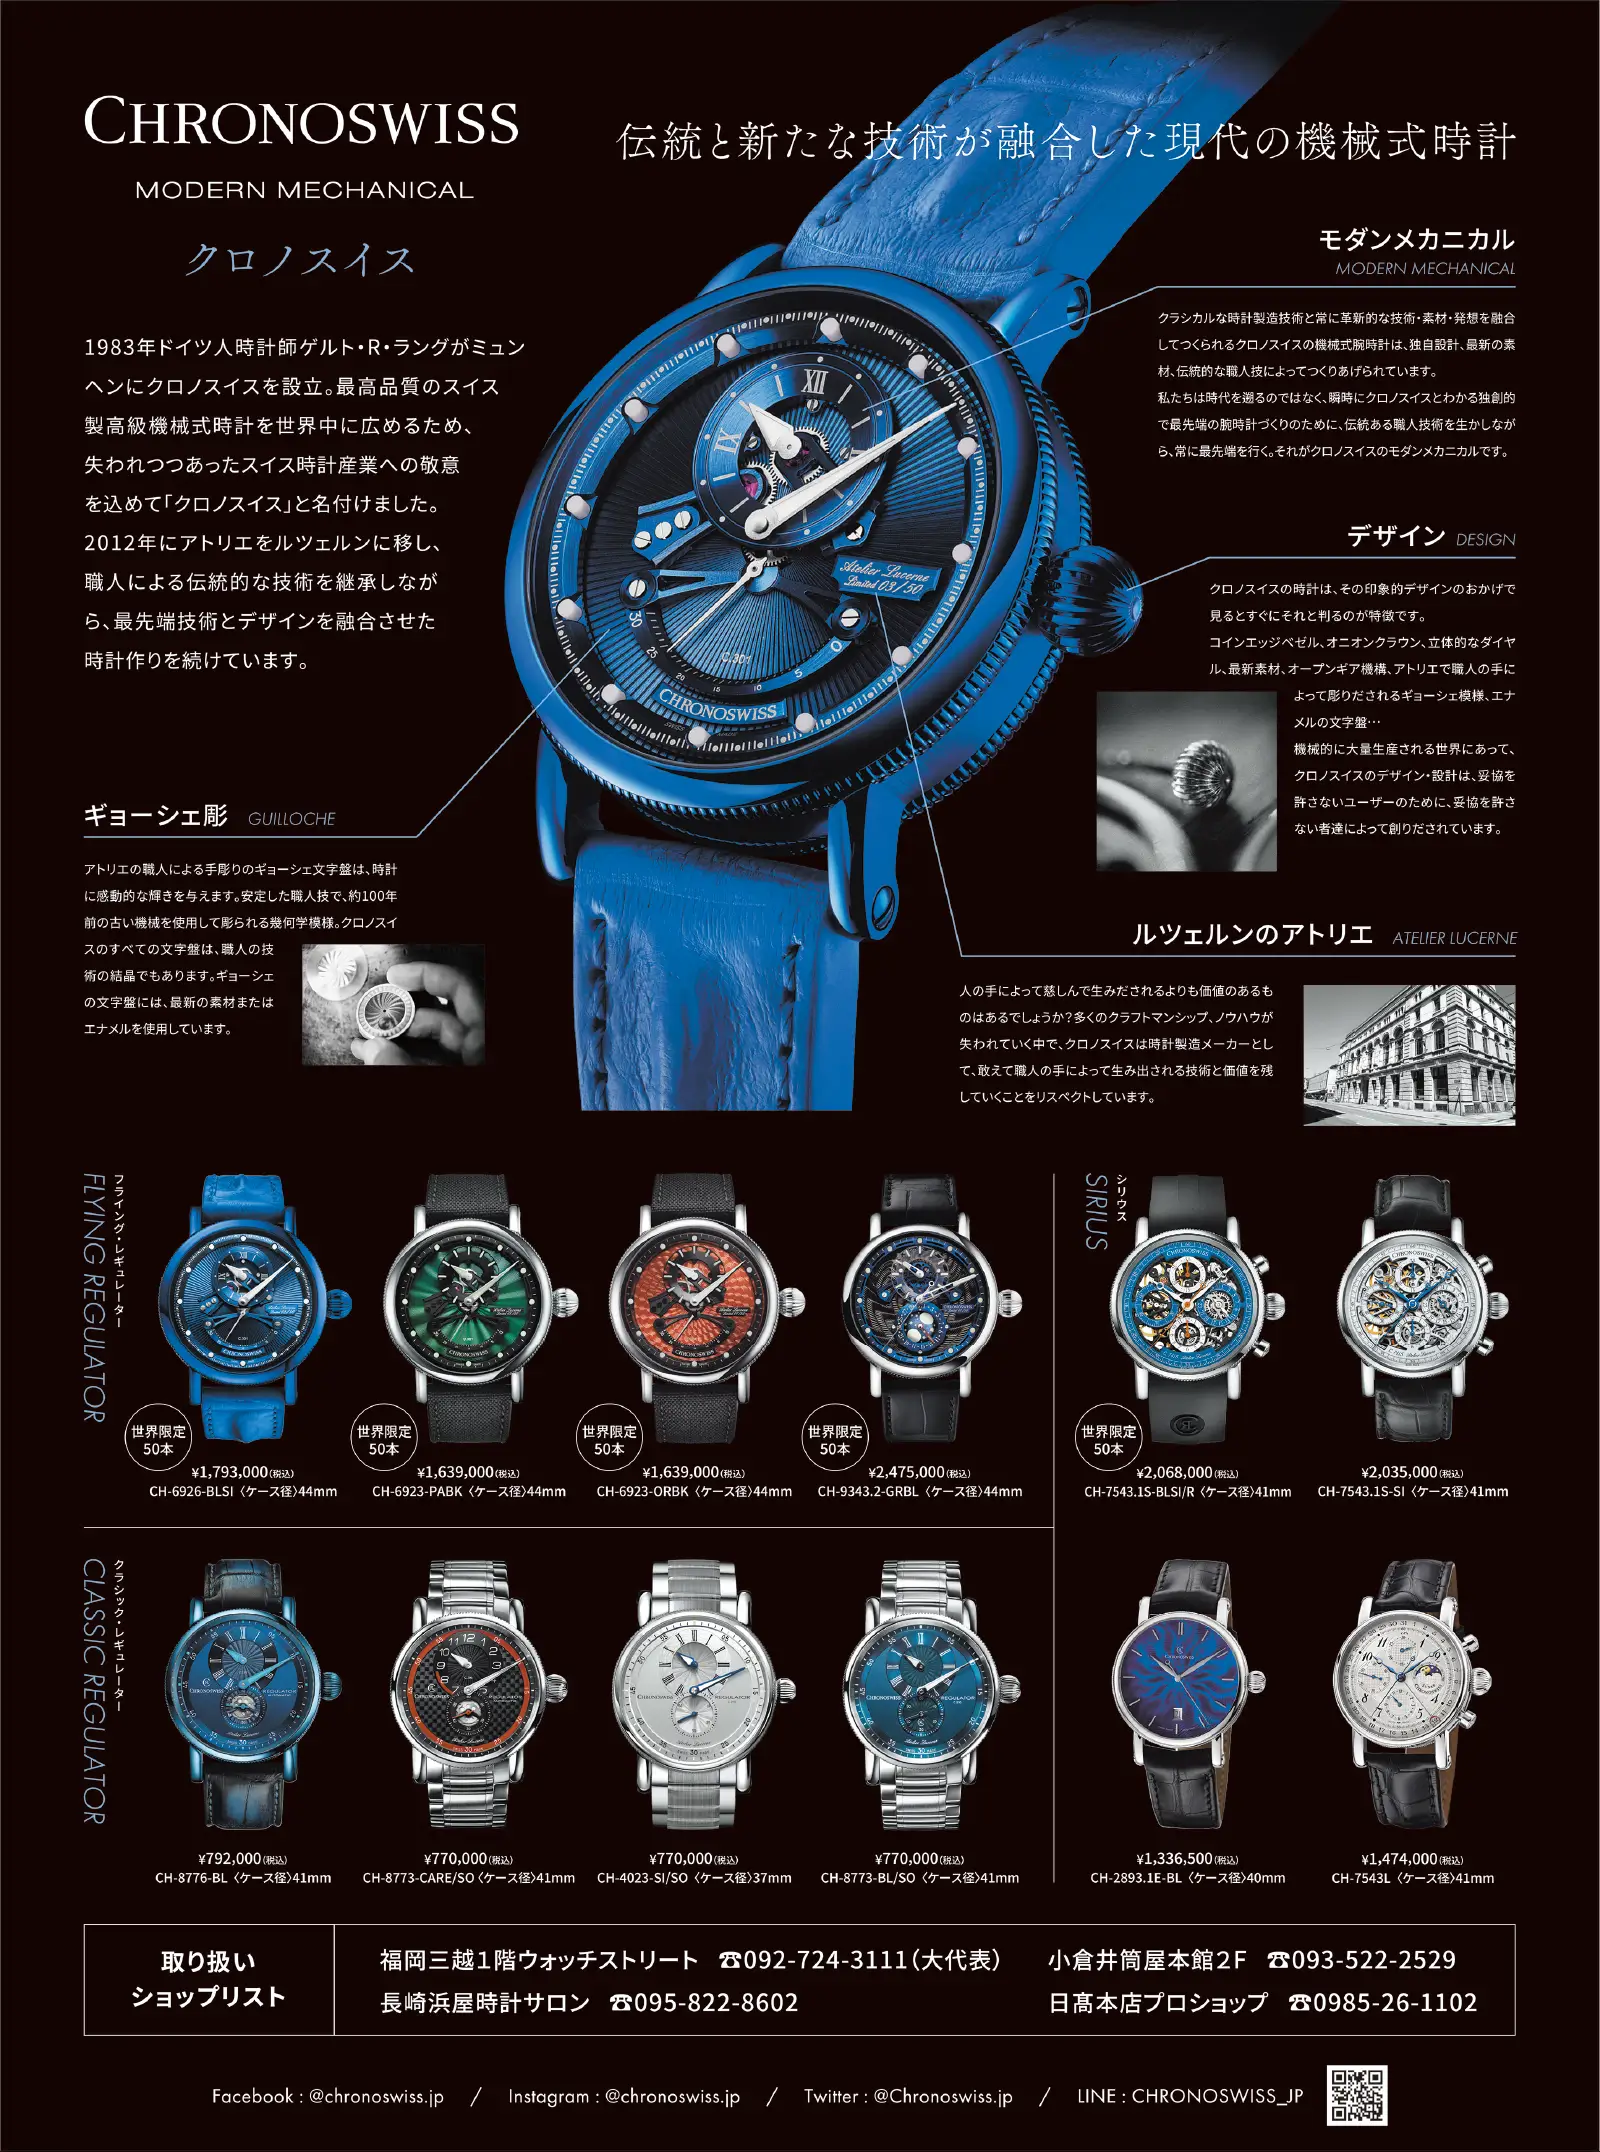 CHRONOSWISS
MODERN MECHANICAL
クロノスイス
伝統と新たな技術が融合した現代の機械式時計
1983年ドイツ人時計師ゲルト・R・ラングがミュン
ヘンにクロノスイスを設立。最高品質のスイス
製高級機械式時計を世界中に広めるため、
失われつつあったスイス時計産業への敬意
を込めて「クロノスイス」と名付けました。
2012年にアトリエをルツェルンに移し、
職人による伝統的な技術を継承しなが
ら、最先端技術とデザインを融合させた
時計作りを続けています。
モダンメカニカル
MODERN MECHANICAL
クラシカルな時計製造技術と常に革新的な技術・素材・発想を融合
してつくられるクロノスイスの機械式腕時計は、独自設計、最新の素
材、伝統的な職人技によってつくりあげられています。
私たちは時代を遡るのではなく、瞬時にクロノスイスとわかる独創的
で最先端の腕時計づくりのために、伝統ある職人技術を生かしなが
ら、常に最先端を行く。それがクロノスイスのモダンメカニカルです。
デザイン DESIGN
クロノスイスの時計は、その印象的デザインのおかげで
見るとすぐにそれと判るのが特徴です。
コインエッジベゼル、オニオンクラウン、立体的なダイヤ
ル、最新素材、オープンギア機構、アトリエで職人の手に
よって彫りだされるギョーシェ模様、エナ
メルの文字盤…
機械的に大量生産される世界にあって、
クロノスイスのデザイン・設計は、妥協を
許さないユーザーのために、妥協を許さ
ない者達によって創りだされています。
XII
IX
Atelier Lucerne
Limited 03/50
30
25
20
15
10
5
0
C.301
CHRONOSWISS
SWISS MADE
ギョーシェ彫 GUILLOCHE
アトリエの職人による手彫りのギョーシェ文字盤は、時計
に感動的な輝きを与えます。安定した職人技で、約100年
前の古い機械を使用して彫られる幾何学模様。クロノスイ
スのすべての文字盤は、職人の技
術の結晶でもあります。ギョーシェ
の文字盤には、最新の素材または
エナメルを使用しています。
ルツェルンのアトリエ ATELIER LUCERNE
人の手によって慈しんで生みだされるよりも価値のあるも
のはあるでしょうか?多くのクラフトマンシップ、ノウハウが
失われていく中で、クロノスイスは時計製造メーカーとし
て、敢えて職人の手によって生み出される技術と価値を残
していくことをリスペクトしています。
フライング・レギュレーター
FLYING REGULATOR
世界限定
50本
¥1,793,000(税込)
CH-6926-BLSI 〈ケース径〉44mm
世界限定
50本
¥1,639,000(税込)
CH-6923-PABK 〈ケース径〉44mm
世界限定
50本
¥1,639,000(税込)
CH-6923-ORBK 〈ケース径〉44mm
世界限定
50本
¥2,475,000(税込)
CH-9343.2-GRBL 〈ケース径〉44mm
シリウス
SIRIUS
世界限定
50本
¥2,068,000(税込)
CH-7543.1S-BLSI/R 〈ケース径〉41mm
¥2,035,000(税込)
CH-7543.1S-SI 〈ケース径〉41mm
クラシック・レギュレーター
CLASSIC REGULATOR
¥792,000(税込)
CH-8776-BL 〈ケース径〉41mm
¥770,000(税込)
CH-8773-CARE/SO 〈ケース径〉41mm
¥770,000(税込)
CH-4023-SI/SO 〈ケース径〉37mm
¥770,000(税込)
CH-8773-BL/SO 〈ケース径〉41mm
¥1,336,500(税込)
CH-2893.1E-BL 〈ケース径〉40mm
¥1,474,000(税込)
CH-7543L 〈ケース径〉41mm
取り扱い
ショップリスト
福岡三越1階ウォッチストリート ☎092-724-3111(大代表)
小倉井筒屋本館2F ☎093-522-2529
長崎浜屋時計サロン ☎095-822-8602
日髙本店プロショップ ☎0985-26-1102
Facebook : @chronoswiss.jp / Instagram : @chronoswiss.jp / Twitter : @Chronoswiss.jp / LINE : CHRONOSWISS_JP